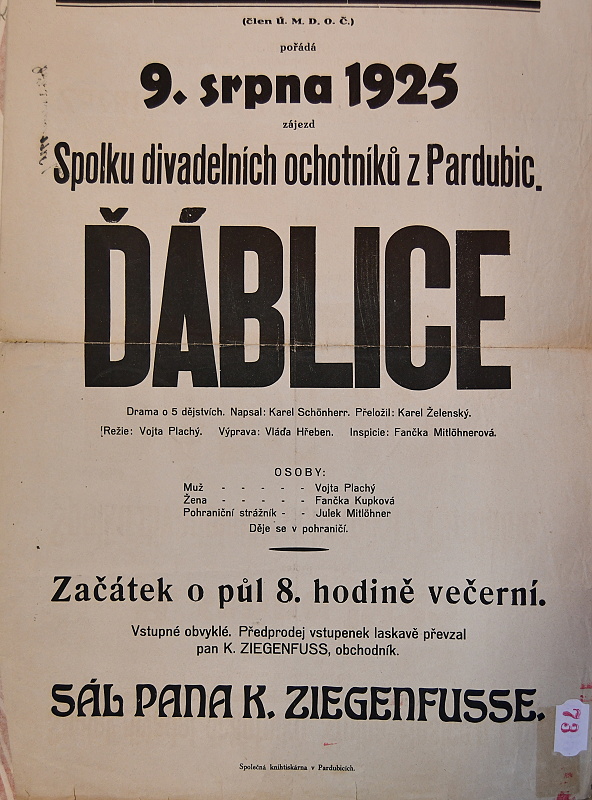 (člen Ú. M. D. O. Č.)
pořádá
9. srpna 1925
zájezd
Spolku divadelních ochotníků z Pardubic.
ĎÁBLICE
Drama o 5 dějstvích. Napsal: Karel Schönherr. Přeložil: Karel Želenský.
!Režie: Vojta Plachý. Výprava: Vláďa Hřeben. Inspicie: Fančka Mitlöhnerová.
OSOBY:
Muž - - - - - Vojta Plachý
Žena - - - - - Fančka Kupková
Pohraniční strážník - - Julek Mitlöhner
Děje se v pohraničí.
Začátek o půl 8. hodině večerní.
Vstupné obvyklé. Předprodej vstupenek laskavě převzal
pan K. ZIEGENFUSS, obchodník.
SÁL PANA K. ZIEGENFUSSE.
73
Společná knihtiskárna v Pardubicích.